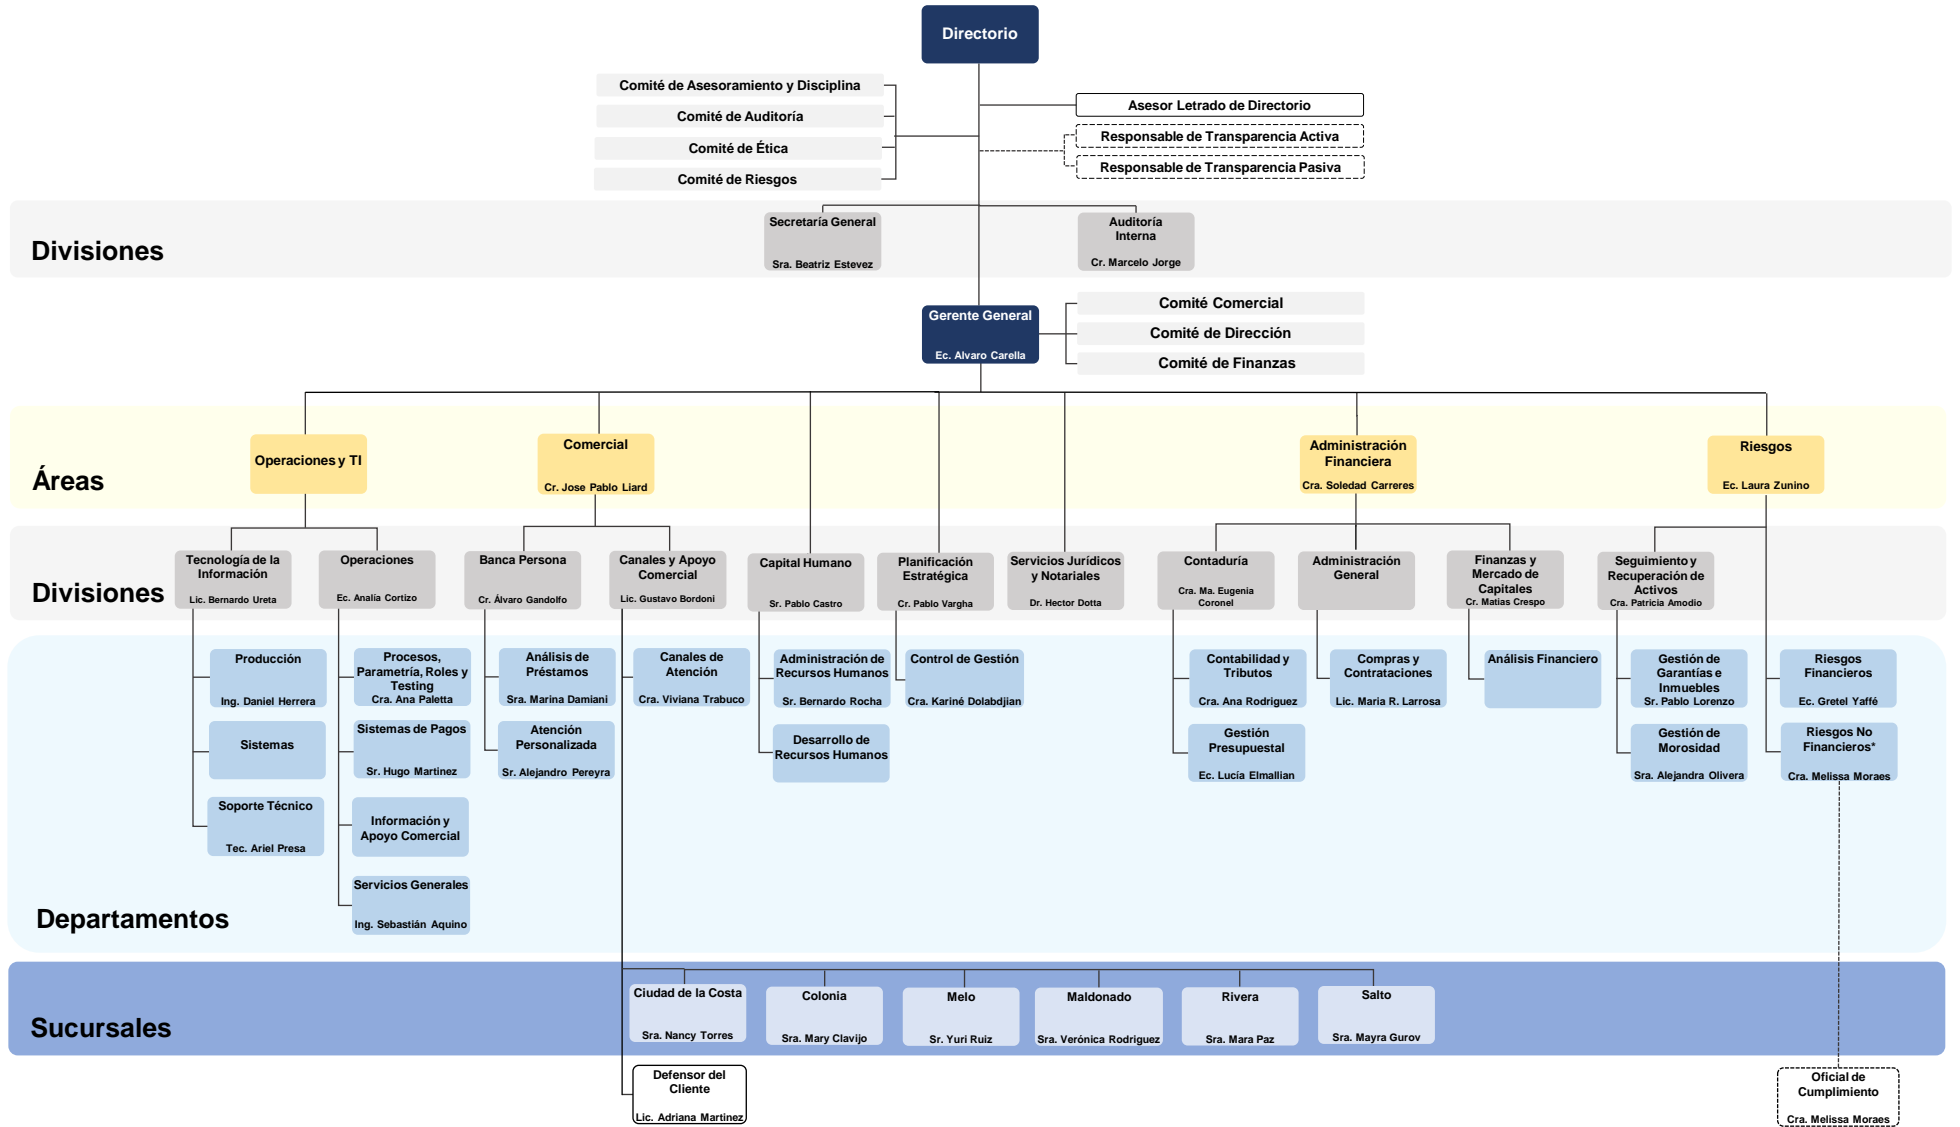 Directorio
Comité de Asesoramiento y Disciplina
Comité de Auditoría
Comité de Ética
Comité de Riesgos
Asesor Letrado de Directorio
Responsable de Transparencia Activa
Responsable de Transparencia Pasiva
Divisiones
Secretaría General
Sra. Beatriz Estevez
Auditoría
Interna
Cr. Marcelo Jorge
Gerente General
Ec. Alvaro Carella
Comité Comercial
Comité de Dirección
Comité de Finanzas
Áreas
Operaciones y TI
Comercial
Cr. Jose Pablo Liard
Administración
Financiera
Cra. Soledad Carreres
Riesgos
Ec. Laura Zunino
Divisiones
Tecnología de la
Información
Lic. Bernardo Ureta
Operaciones
Ec. Analía Cortizo
Banca Persona
Cr. Álvaro Gandolfo
Canales y Apoyo
Comercial
Lic. Gustavo Bordoni
Capital Humano
Sr. Pablo Castro
Planificación
Estratégica
Cr. Pablo Vargha
Servicios Jurídicos
y Notariales
Dr. Hector Dotta
Contaduría
Cra. Ma. Eugenia
Coronel
Administración
General
Finanzas y
Mercado de
Capitales
Cr. Matias Crespo
Seguimiento y
Recuperación de
Activos
Cra. Patricia Amodio
Departamentos
Producción
Ing. Daniel Herrera
Sistemas
Soporte Técnico
Tec. Ariel Presa
Procesos,
Parametría, Roles y
Testing
Cra. Ana Paletta
Sistemas de Pagos
Sr. Hugo Martinez
Información y
Apoyo Comercial
Servicios Generales
Ing. Sebastián Aquino
Análisis de
Préstamos
Sra. Marina Damiani
Atención
Personalizada
Sr. Alejandro Pereyra
Canales de
Atención
Cra. Viviana Trabuco
Administración de
Recursos Humanos
Sr. Bernardo Rocha
Desarrollo de
Recursos Humanos
Control de Gestión
Cra. Kariné Dolabdjian
Contabilidad y
Tributos
Cra. Ana Rodriguez
Gestión
Presupuestal
Ec. Lucía Elmallian
Compras y
Contrataciones
Lic. Maria R. Larrosa
Análisis Financiero
Gestión de
Garantías e
Inmuebles
Sr. Pablo Lorenzo
Gestión de
Morosidad
Sra. Alejandra Olivera
Riesgos
Financieros
Ec. Gretel Yaffé
Riesgos No
Financieros*
Cra. Melissa Moraes
Sucursales
Ciudad de la Costa
Sra. Nancy Torres
Colonia
Sra. Mary Clavijo
Melo
Sr. Yuri Ruiz
Maldonado
Sra. Verónica Rodriguez
Rivera
Sra. Mara Paz
Salto
Sra. Mayra Gurov
Defensor del
Cliente
Lic. Adriana Martinez
Oficial de
Cumplimiento
Cra. Melissa Moraes